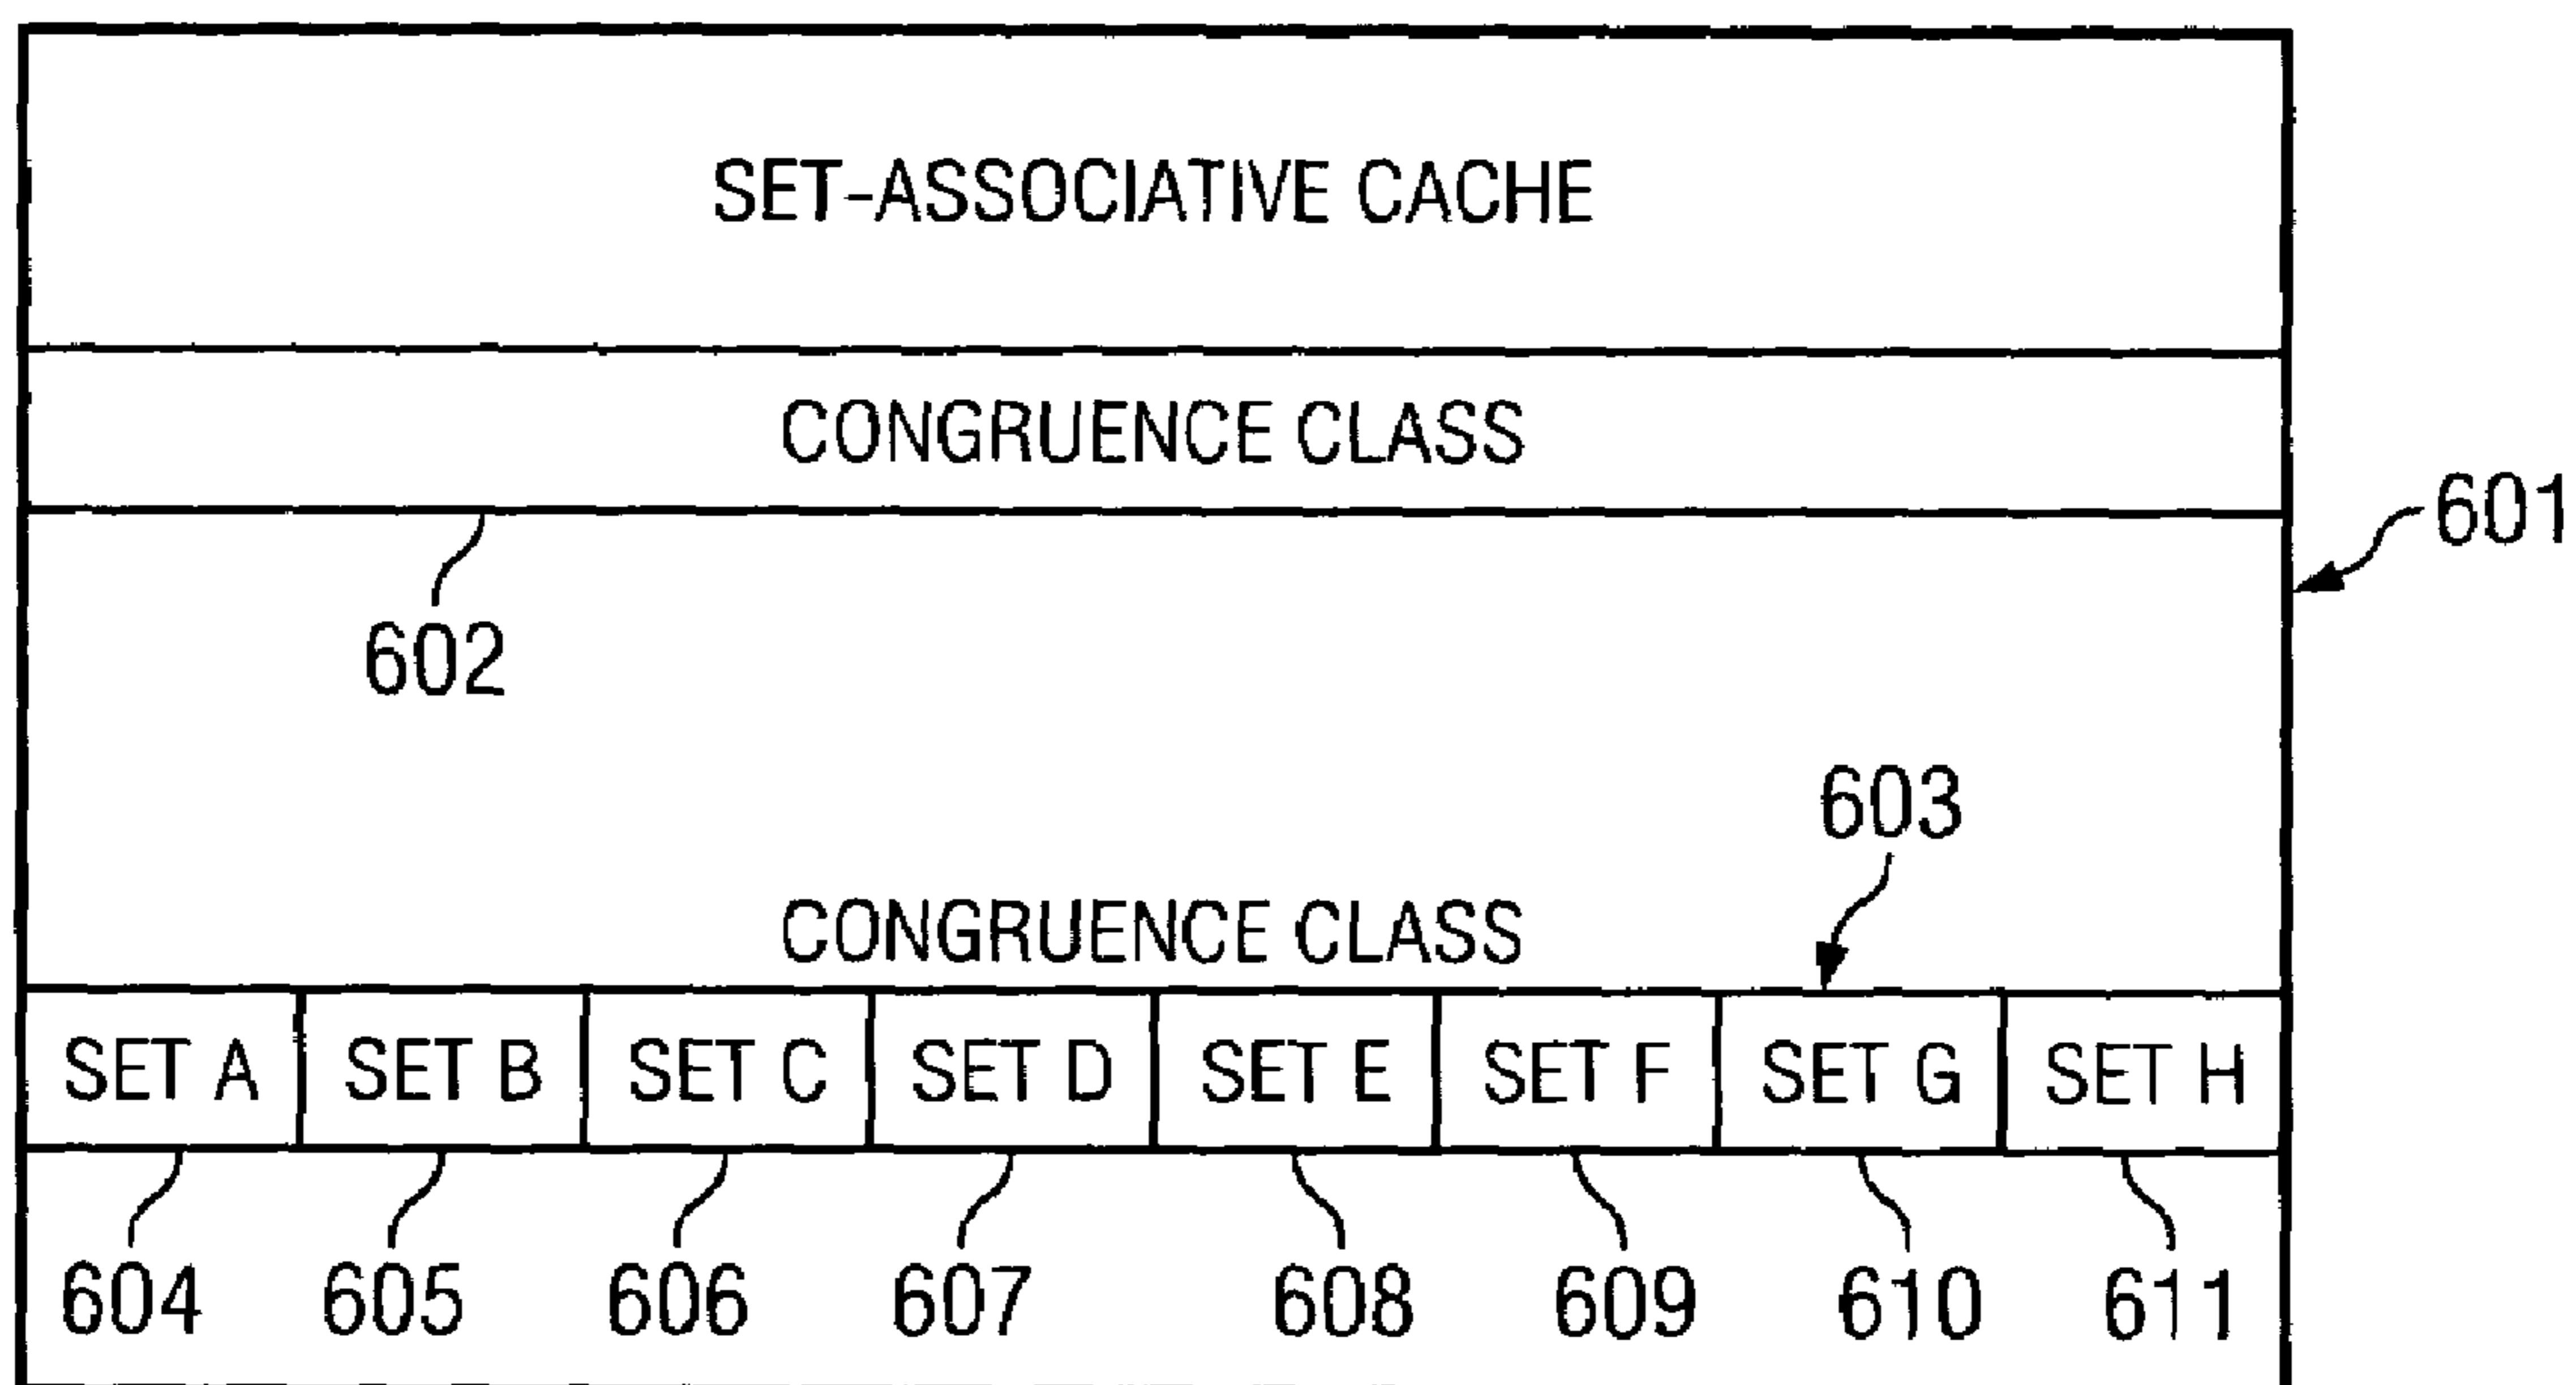 SET-ASSOCIATIVE CACHE
CONGRUENCE CLASS
601
602
603
CONGRUENCE CLASS
SET A SET B SET C SET D SET E SET F SET G SET H
604 605 606 607 608 609 610 611